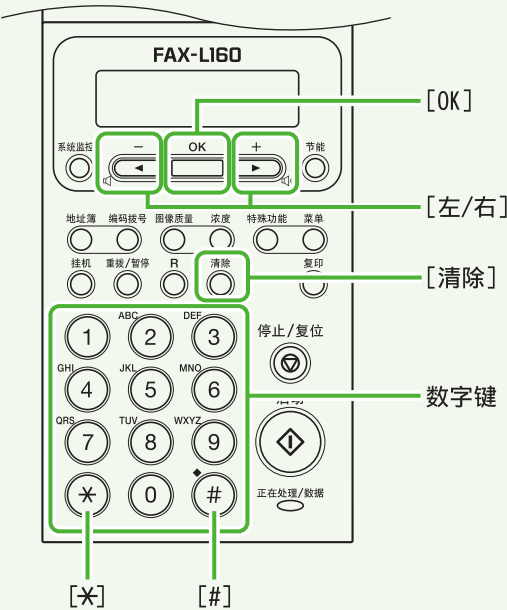 FAX-L160
[OK]
系统监控 − OK + 节能
[左/右]
地址簿 编码拨号 图像质量 浓度 特殊功能 菜单
挂机 重拨/暂停 R 清除 复印
[清除]
ABC DEF
1 2 3
停止/复位
GHI JKL MNO
4 5 6
数字键
启动
QRS TUV WXYZ
7 8 9
* 0 #
正在处理/数据
[*] [#]